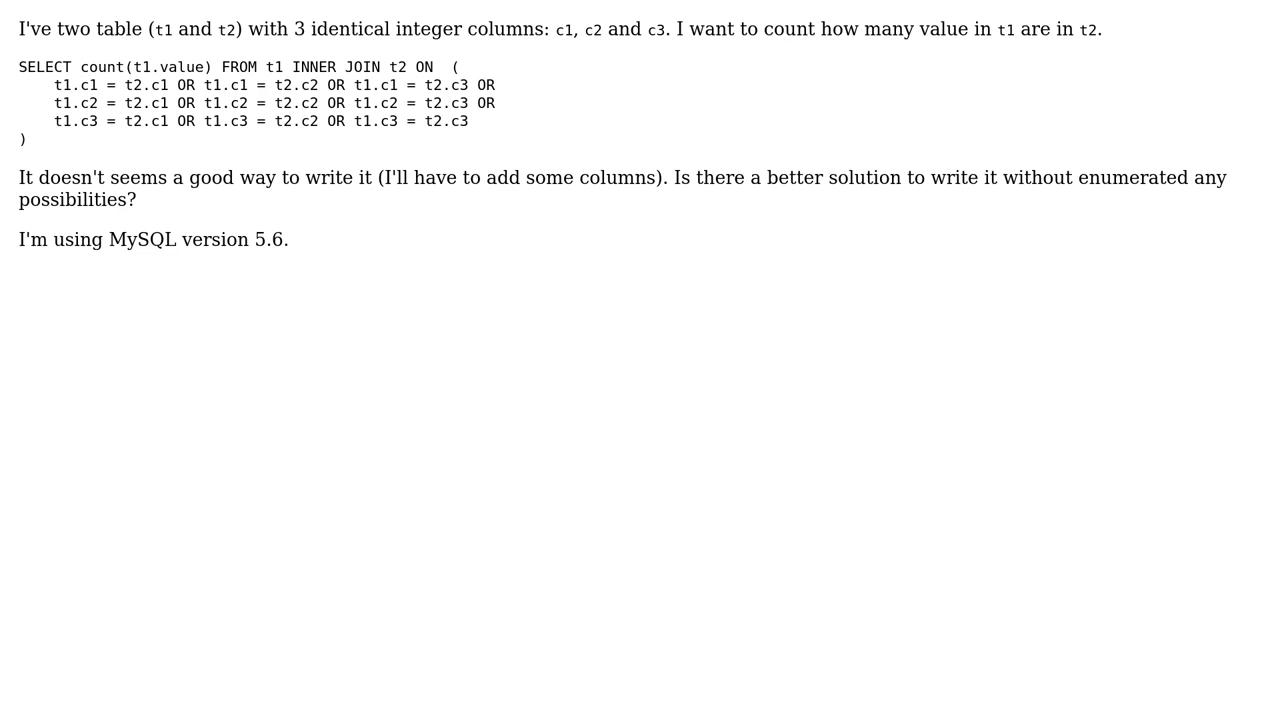 I've two table (t1 and t2) with 3 identical integer columns: c1, c2 and c3. I want to count how many value in t1 are in t2.
SELECT count(t1.value) FROM t1 INNER JOIN t2 ON  (
    t1.c1 = t2.c1 OR t1.c1 = t2.c2 OR t1.c1 = t2.c3 OR
    t1.c2 = t2.c1 OR t1.c2 = t2.c2 OR t1.c2 = t2.c3 OR
    t1.c3 = t2.c1 OR t1.c3 = t2.c2 OR t1.c3 = t2.c3
)
It doesn't seems a good way to write it (I'll have to add some columns). Is there a better solution to write it without enumerated any
possibilities?
I'm using MySQL version 5.6.